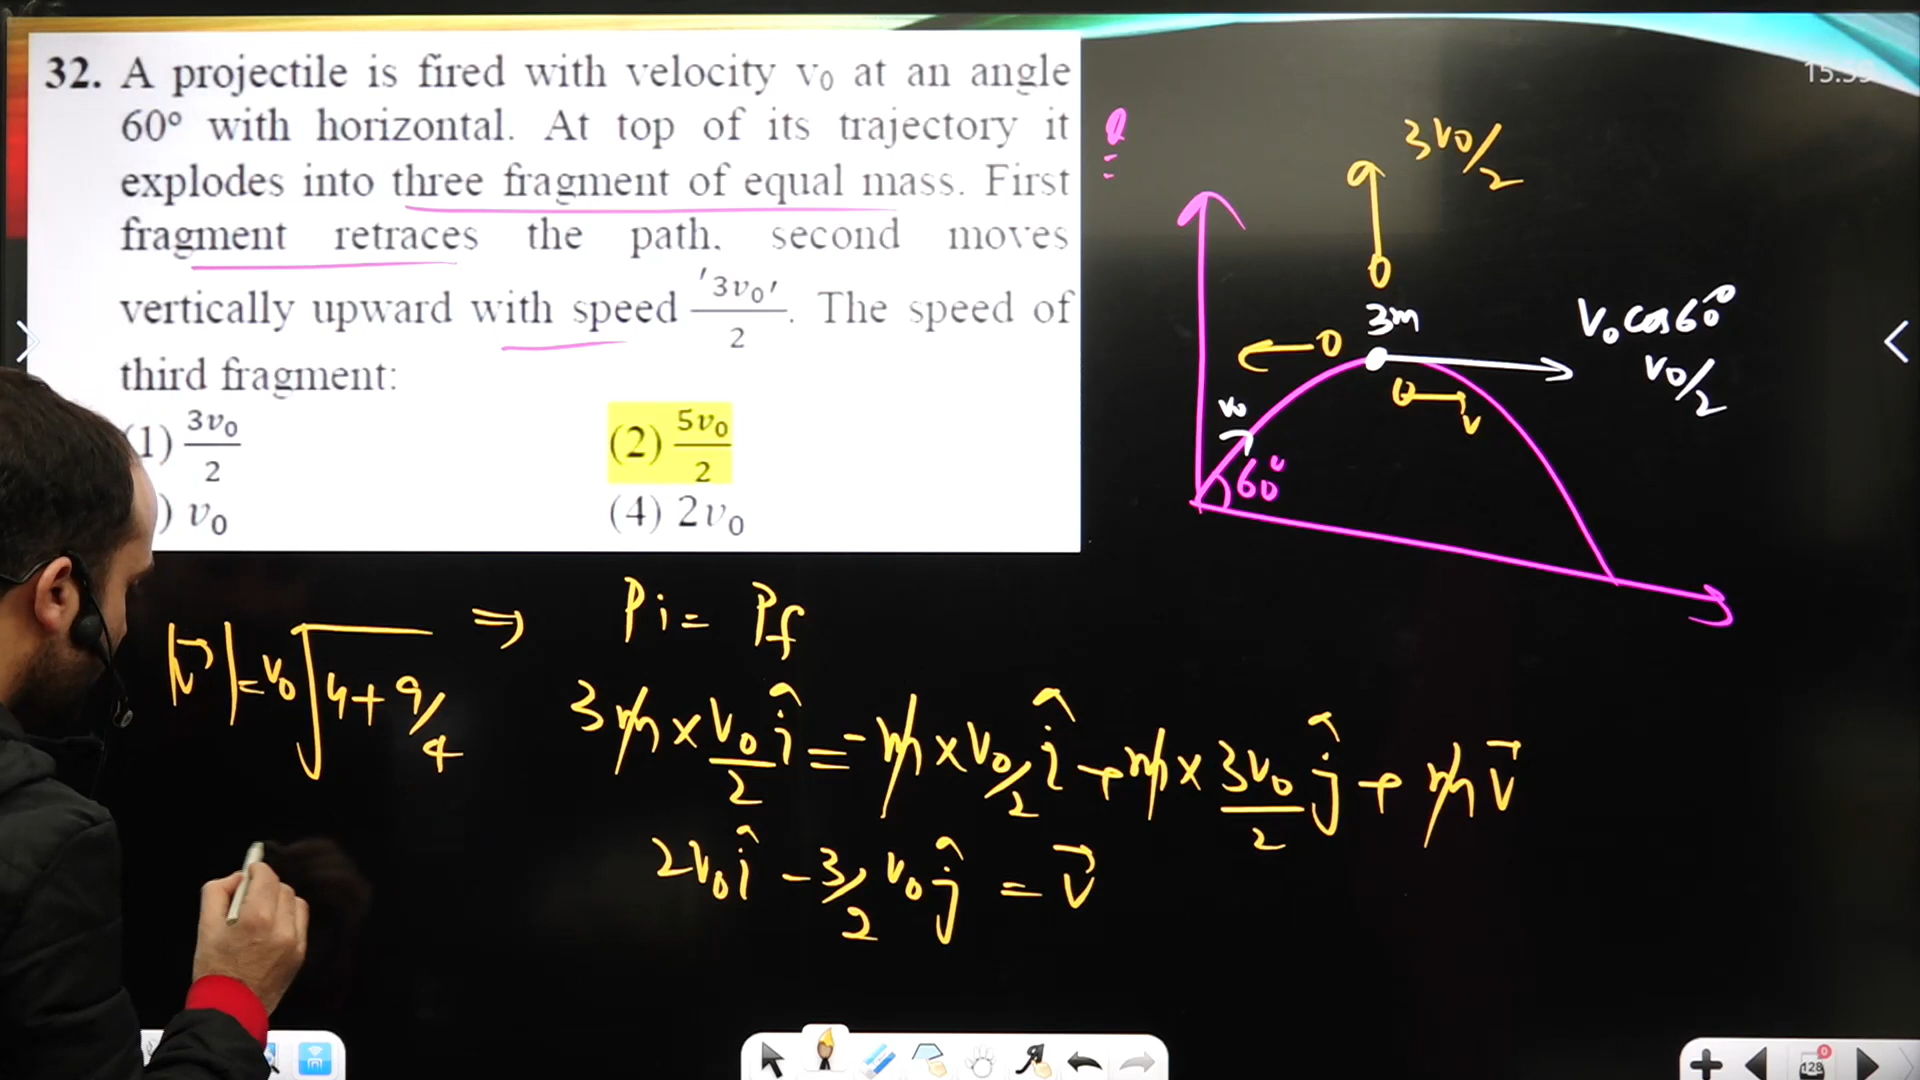 32. A projectile is fired with velocity v₀ at an angle
60° with horizontal. At top of its trajectory it
explodes into three fragment of equal mass. First
fragment retraces the path. second moves
vertically upward with speed '3v₀'/2. The speed of
third fragment:
1) 3v₀/2 (2) 5v₀/2
) v₀ (4) 2v₀
3v₀/2
3m
v₀ cos60°
v₀/2
v
v₀
60°
⇒ Pi = Pf
|v⃗| = v₀√4+9/4
3m × v₀/2 î = -m × v₀/2 î + m × 3v₀/2 ĵ + m v⃗
2v₀ î - 3/2 v₀ ĵ = v⃗
128
0